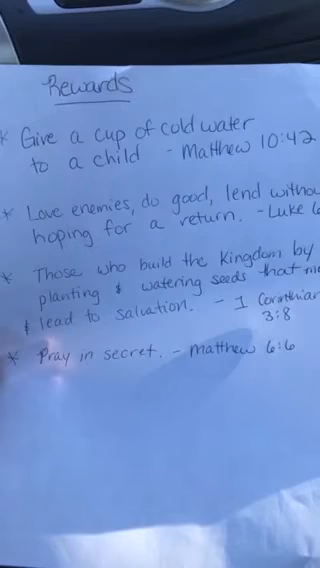 Rewards
* Give a cup of cold water
to a child - Matthew 10:42
* Love enemies, do good, lend
hoping for a return. - Luke
* Those who build the Kingdom by
planting & watering seeds that
& lead to salvation. - 1
3:8
* Pray in secret. - Matthew 6:6